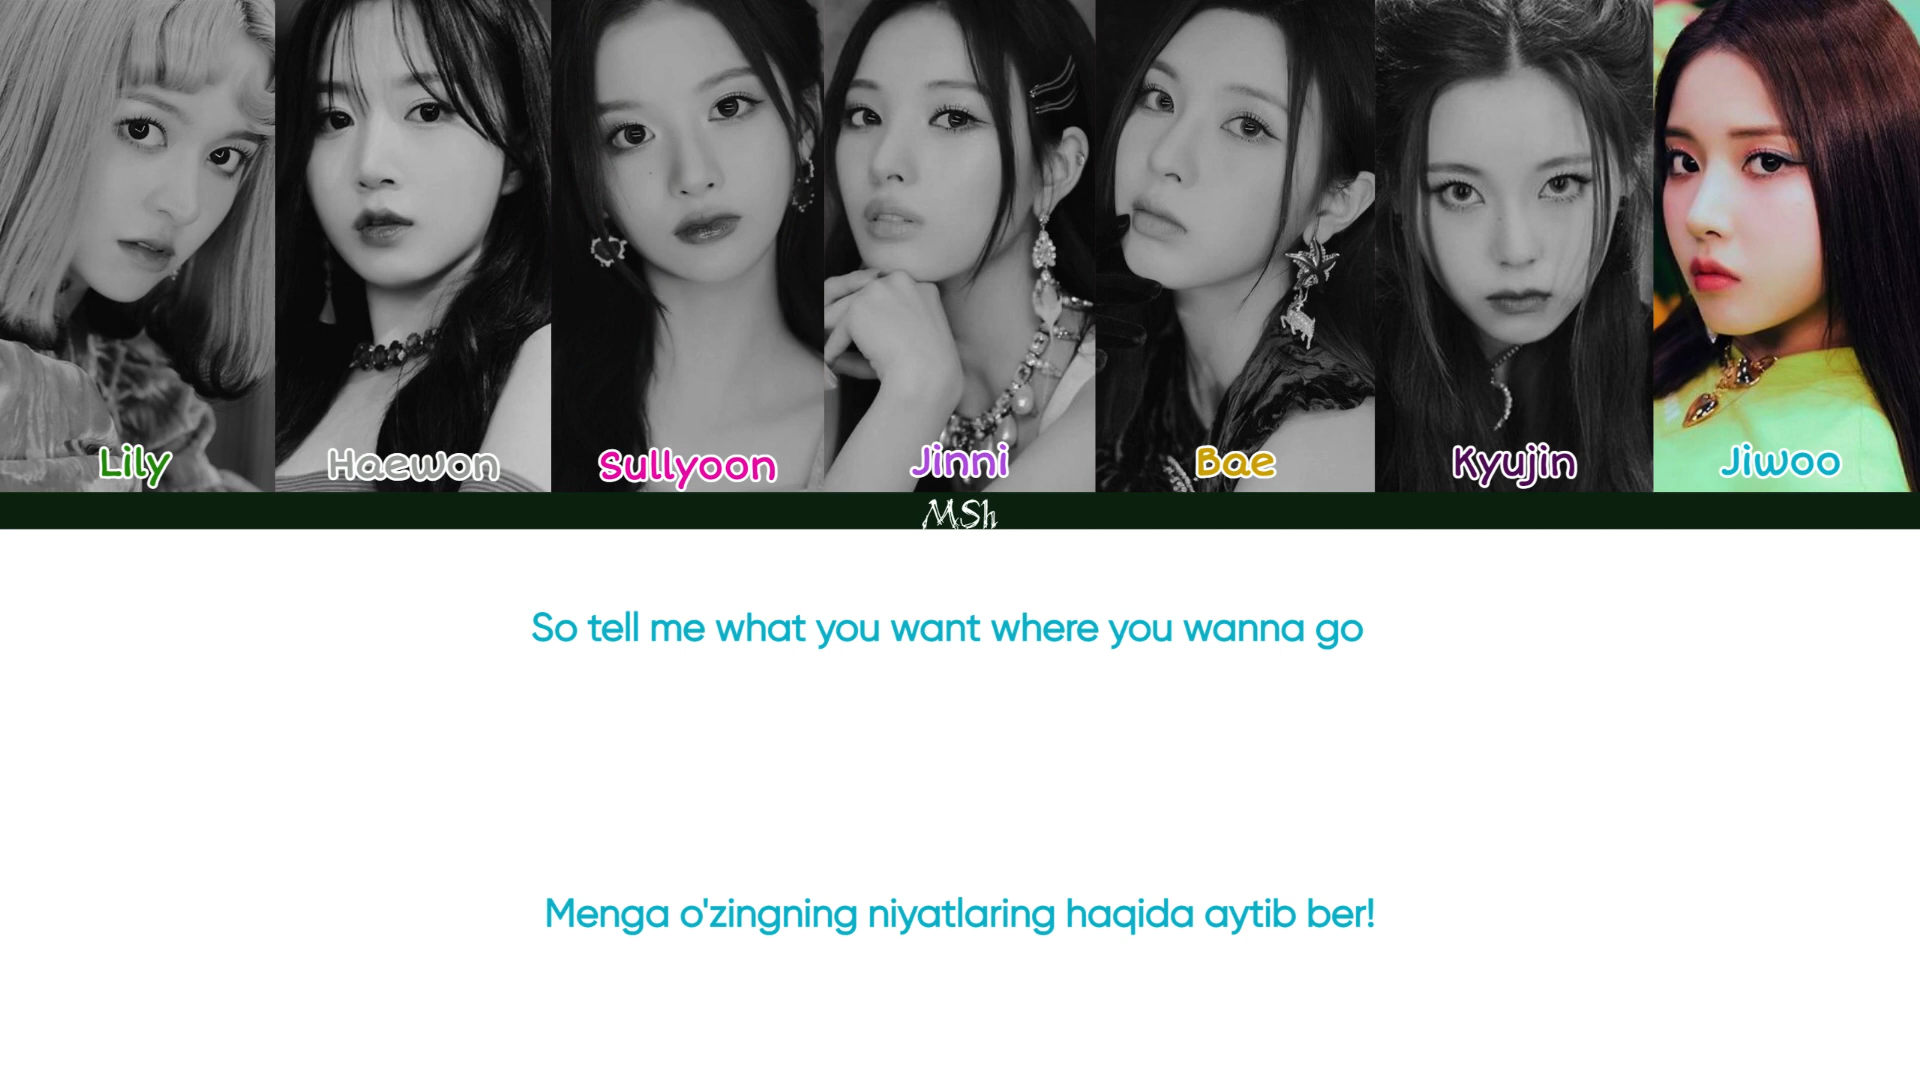 Lily Haewon Sullyoon Jinni Bae Kyujin Jiwoo
MSh
So tell me what you want where you wanna go
Menga o'zingning niyatlaring haqida aytib ber!